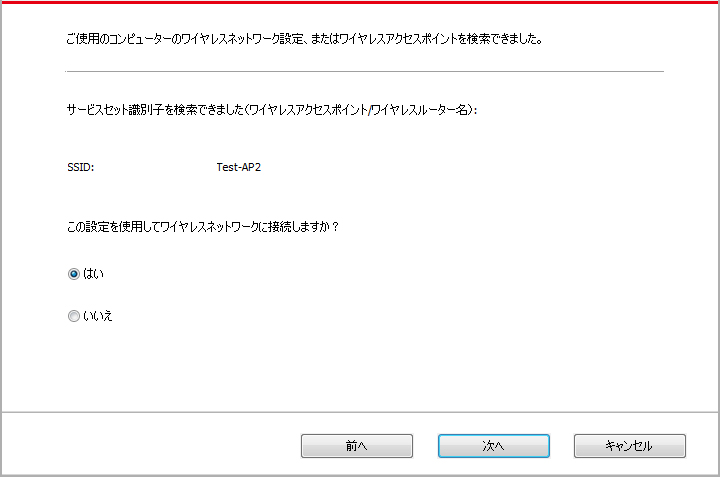 ご使用のコンピューターのワイヤレスネットワーク設定、またはワイヤレスアクセスポイントを検索できました。
サービスセット識別子を検索できました(ワイヤレスアクセスポイント/ワイヤレスルーター名):
SSID: Test-AP2
この設定を使用してワイヤレスネットワークに接続しますか?
はい
いいえ
前へ 次へ キャンセル